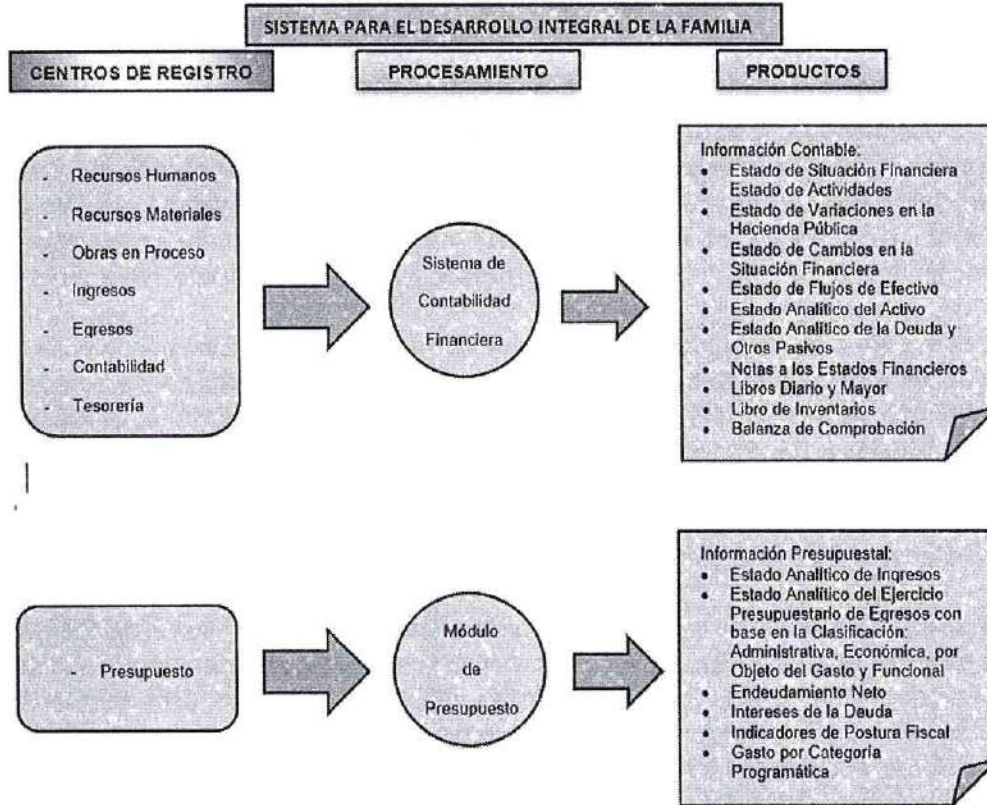 SISTEMA PARA EL DESARROLLO INTEGRAL DE LA FAMILIA
CENTROS DE REGISTRO
PROCESAMIENTO
PRODUCTOS
- Recursos Humanos
- Recursos Materiales
- Obras en Proceso
- Ingresos
- Egresos
- Contabilidad
- Tesorería
Sistema de
Contabilidad
Financiera
Información Contable:
• Estado de Situación Financiera
• Estado de Actividades
• Estado de Variaciones en la
Hacienda Pública
• Estado de Cambios en la
Situación Financiera
• Estado de Flujos de Efectivo
• Estado Analítico del Activo
• Estado Analítico de la Deuda y
Otros Pasivos
• Notas a los Estados Financieros
• Libros Diario y Mayor
• Libro de Inventarios
• Balanza de Comprobación
- Presupuesto
Módulo
de
Presupuesto
Información Presupuestal:
• Estado Analítico de Ingresos
• Estado Analítico del Ejercicio
Presupuestario de Egresos con
base en la Clasificación:
Administrativa, Económica, por
Objeto del Gasto y Funcional
• Endeudamiento Neto
• Intereses de la Deuda
• Indicadores de Postura Fiscal
• Gasto por Categoría
Programática